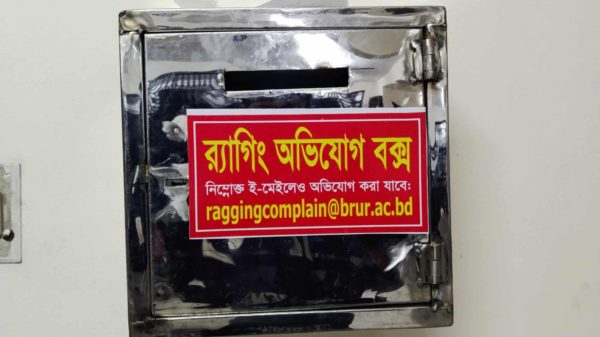 র‍্যাগিং অভিযোগ বক্স
নিম্নোক্ত ই-মেইলেও অভিযোগ করা যাবে:
raggingcomplain@brur.ac.bd